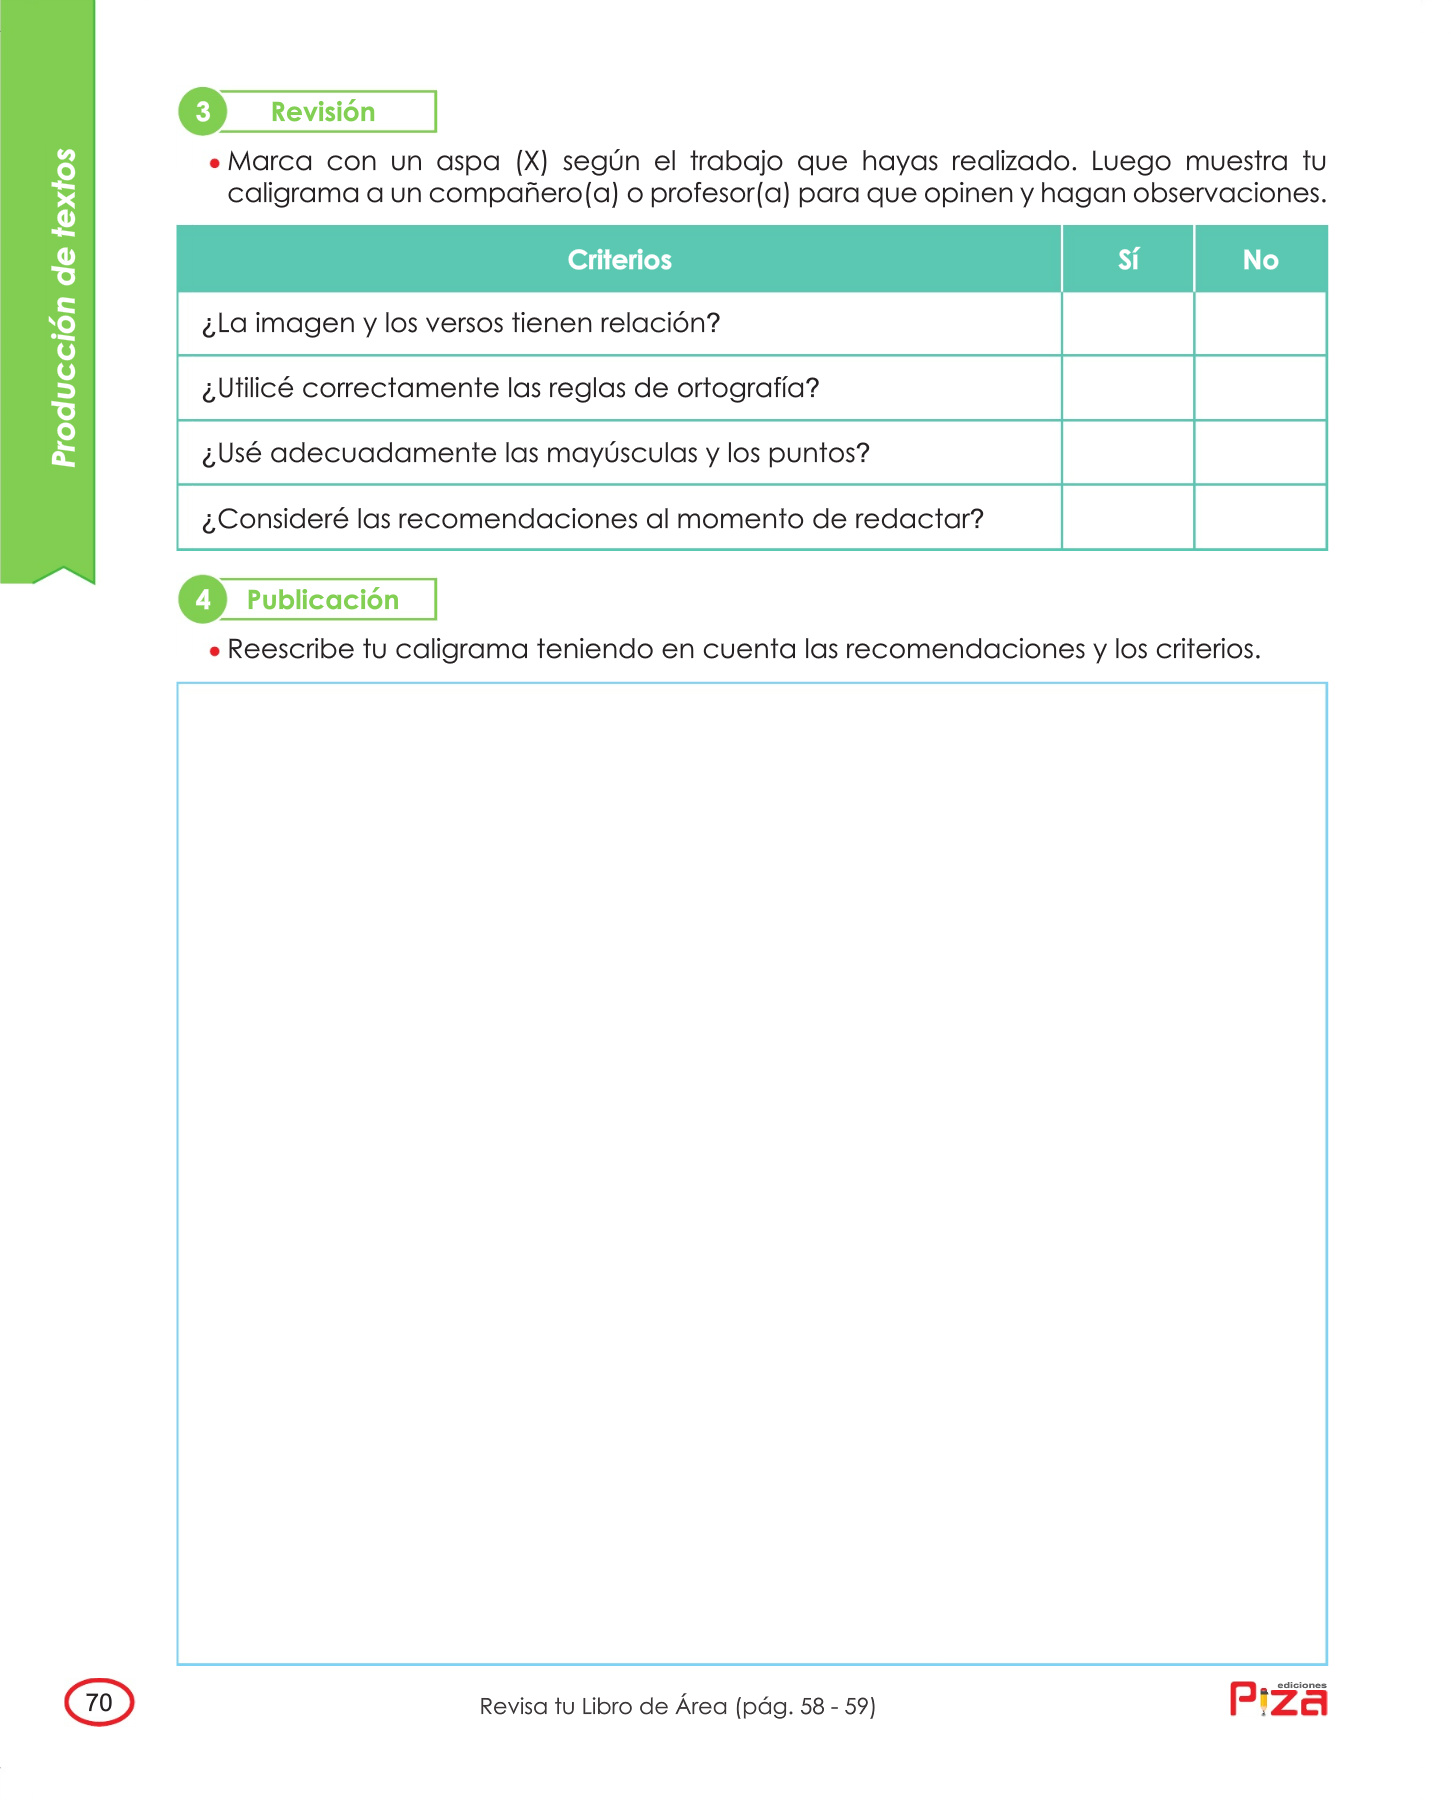 Producción de textos
3 Revisión
• Marca con un aspa (X) según el trabajo que hayas realizado. Luego muestra tu
caligrama a un compañero(a) o profesor(a) para que opinen y hagan observaciones.
Criterios Sí No
¿La imagen y los versos tienen relación?
¿Utilicé correctamente las reglas de ortografía?
¿Usé adecuadamente las mayúsculas y los puntos?
¿Consideré las recomendaciones al momento de redactar?
4 Publicación
• Reescribe tu caligrama teniendo en cuenta las recomendaciones y los criterios.
70
Revisa tu Libro de Área (pág. 58 - 59)
ediciones
Piza